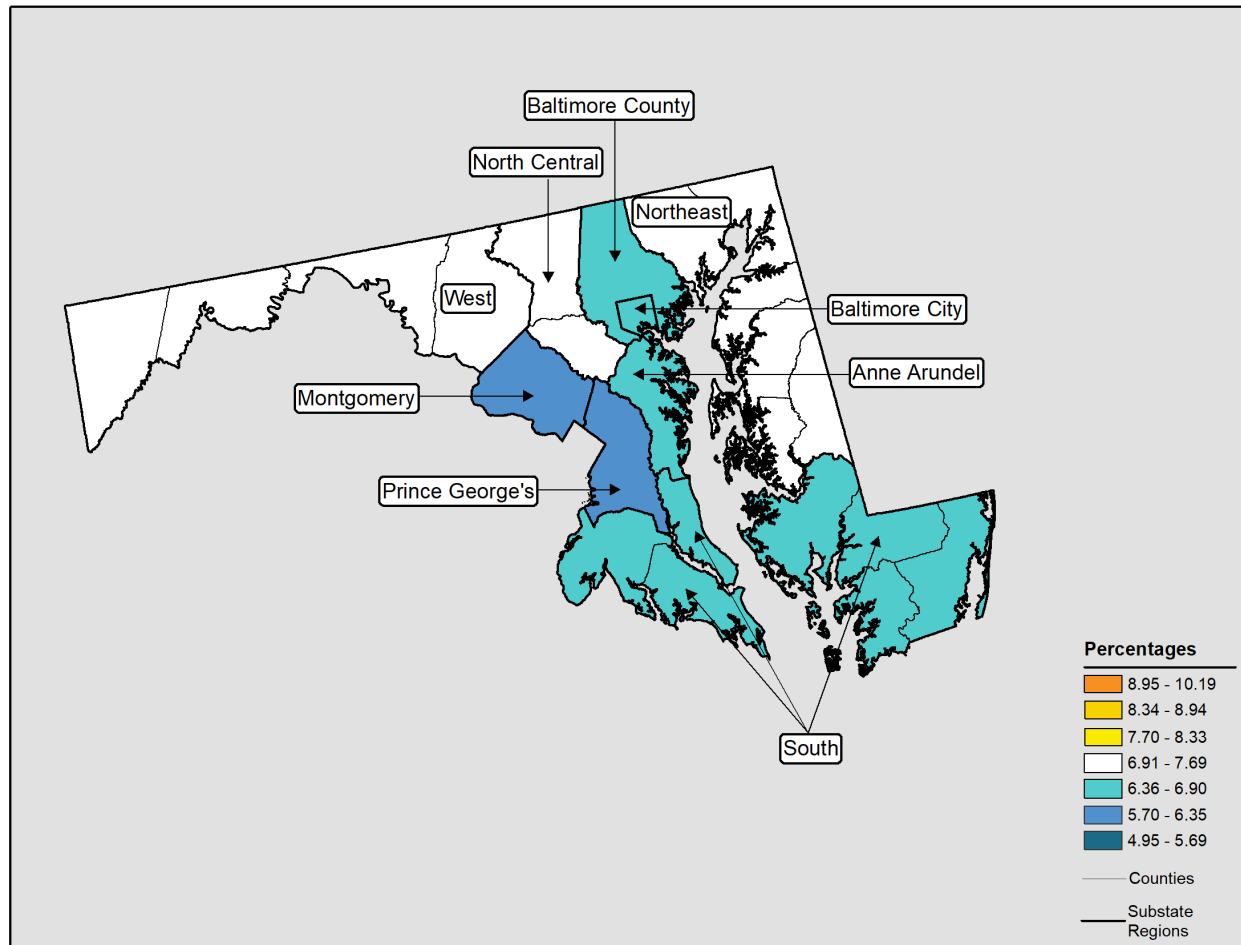 Baltimore County
North Central
Northeast
West
Baltimore City
Anne Arundel
Montgomery
Prince George's
South
Percentages
8.95 - 10.19
8.34 - 8.94
7.70 - 8.33
6.91 - 7.69
6.36 - 6.90
5.70 - 6.35
4.95 - 5.69
Counties
Substate
Regions